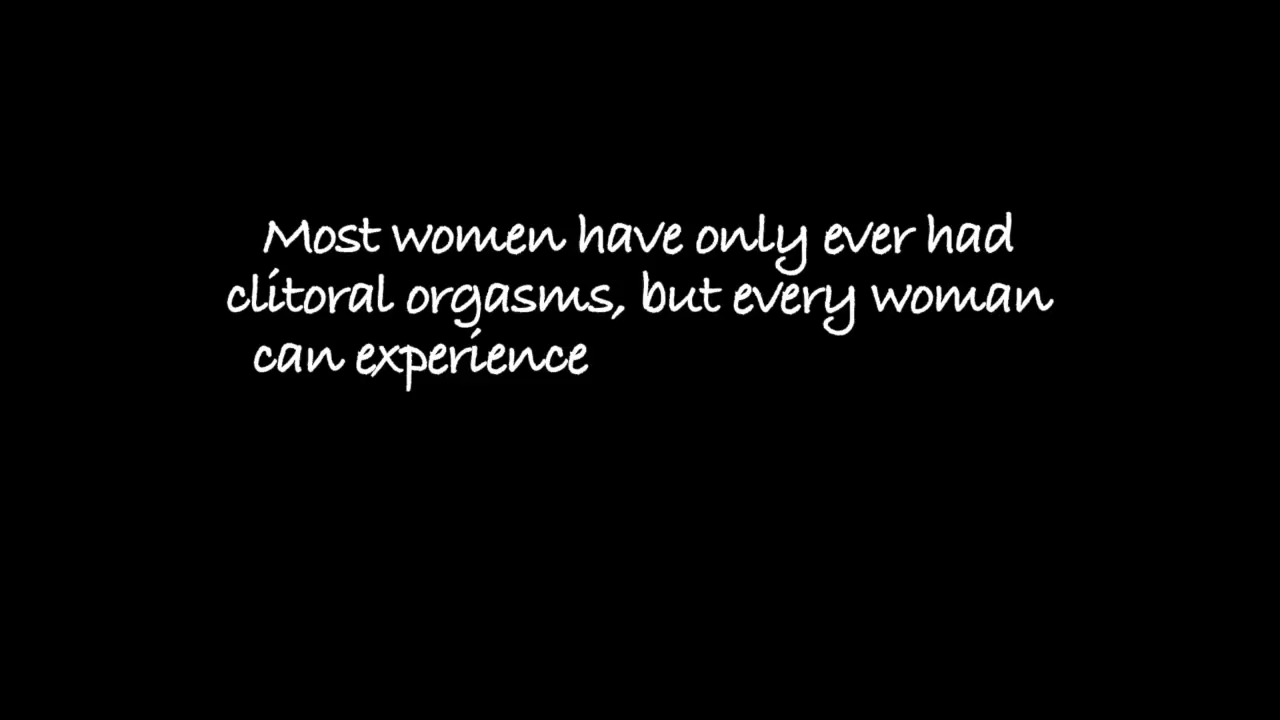 Most women have only ever had
clitoral orgasms, but every woman
can experience